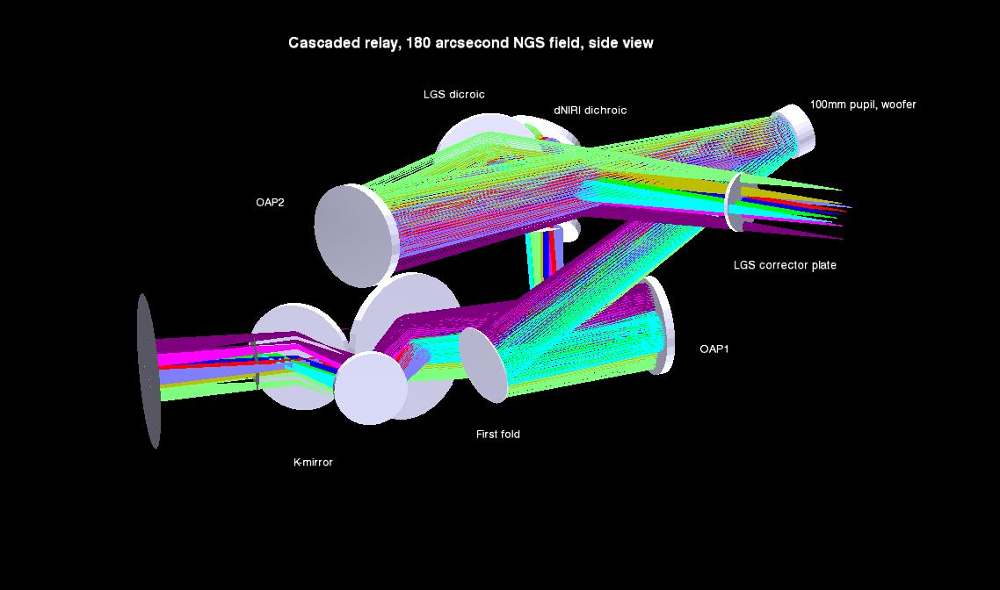 Cascaded relay, 180 arcsecond NGS field, side view
LGS dicroic
dNIRI dichroic
100mm pupil, woofer
OAP2
LGS corrector plate
OAP1
First fold
K-mirror